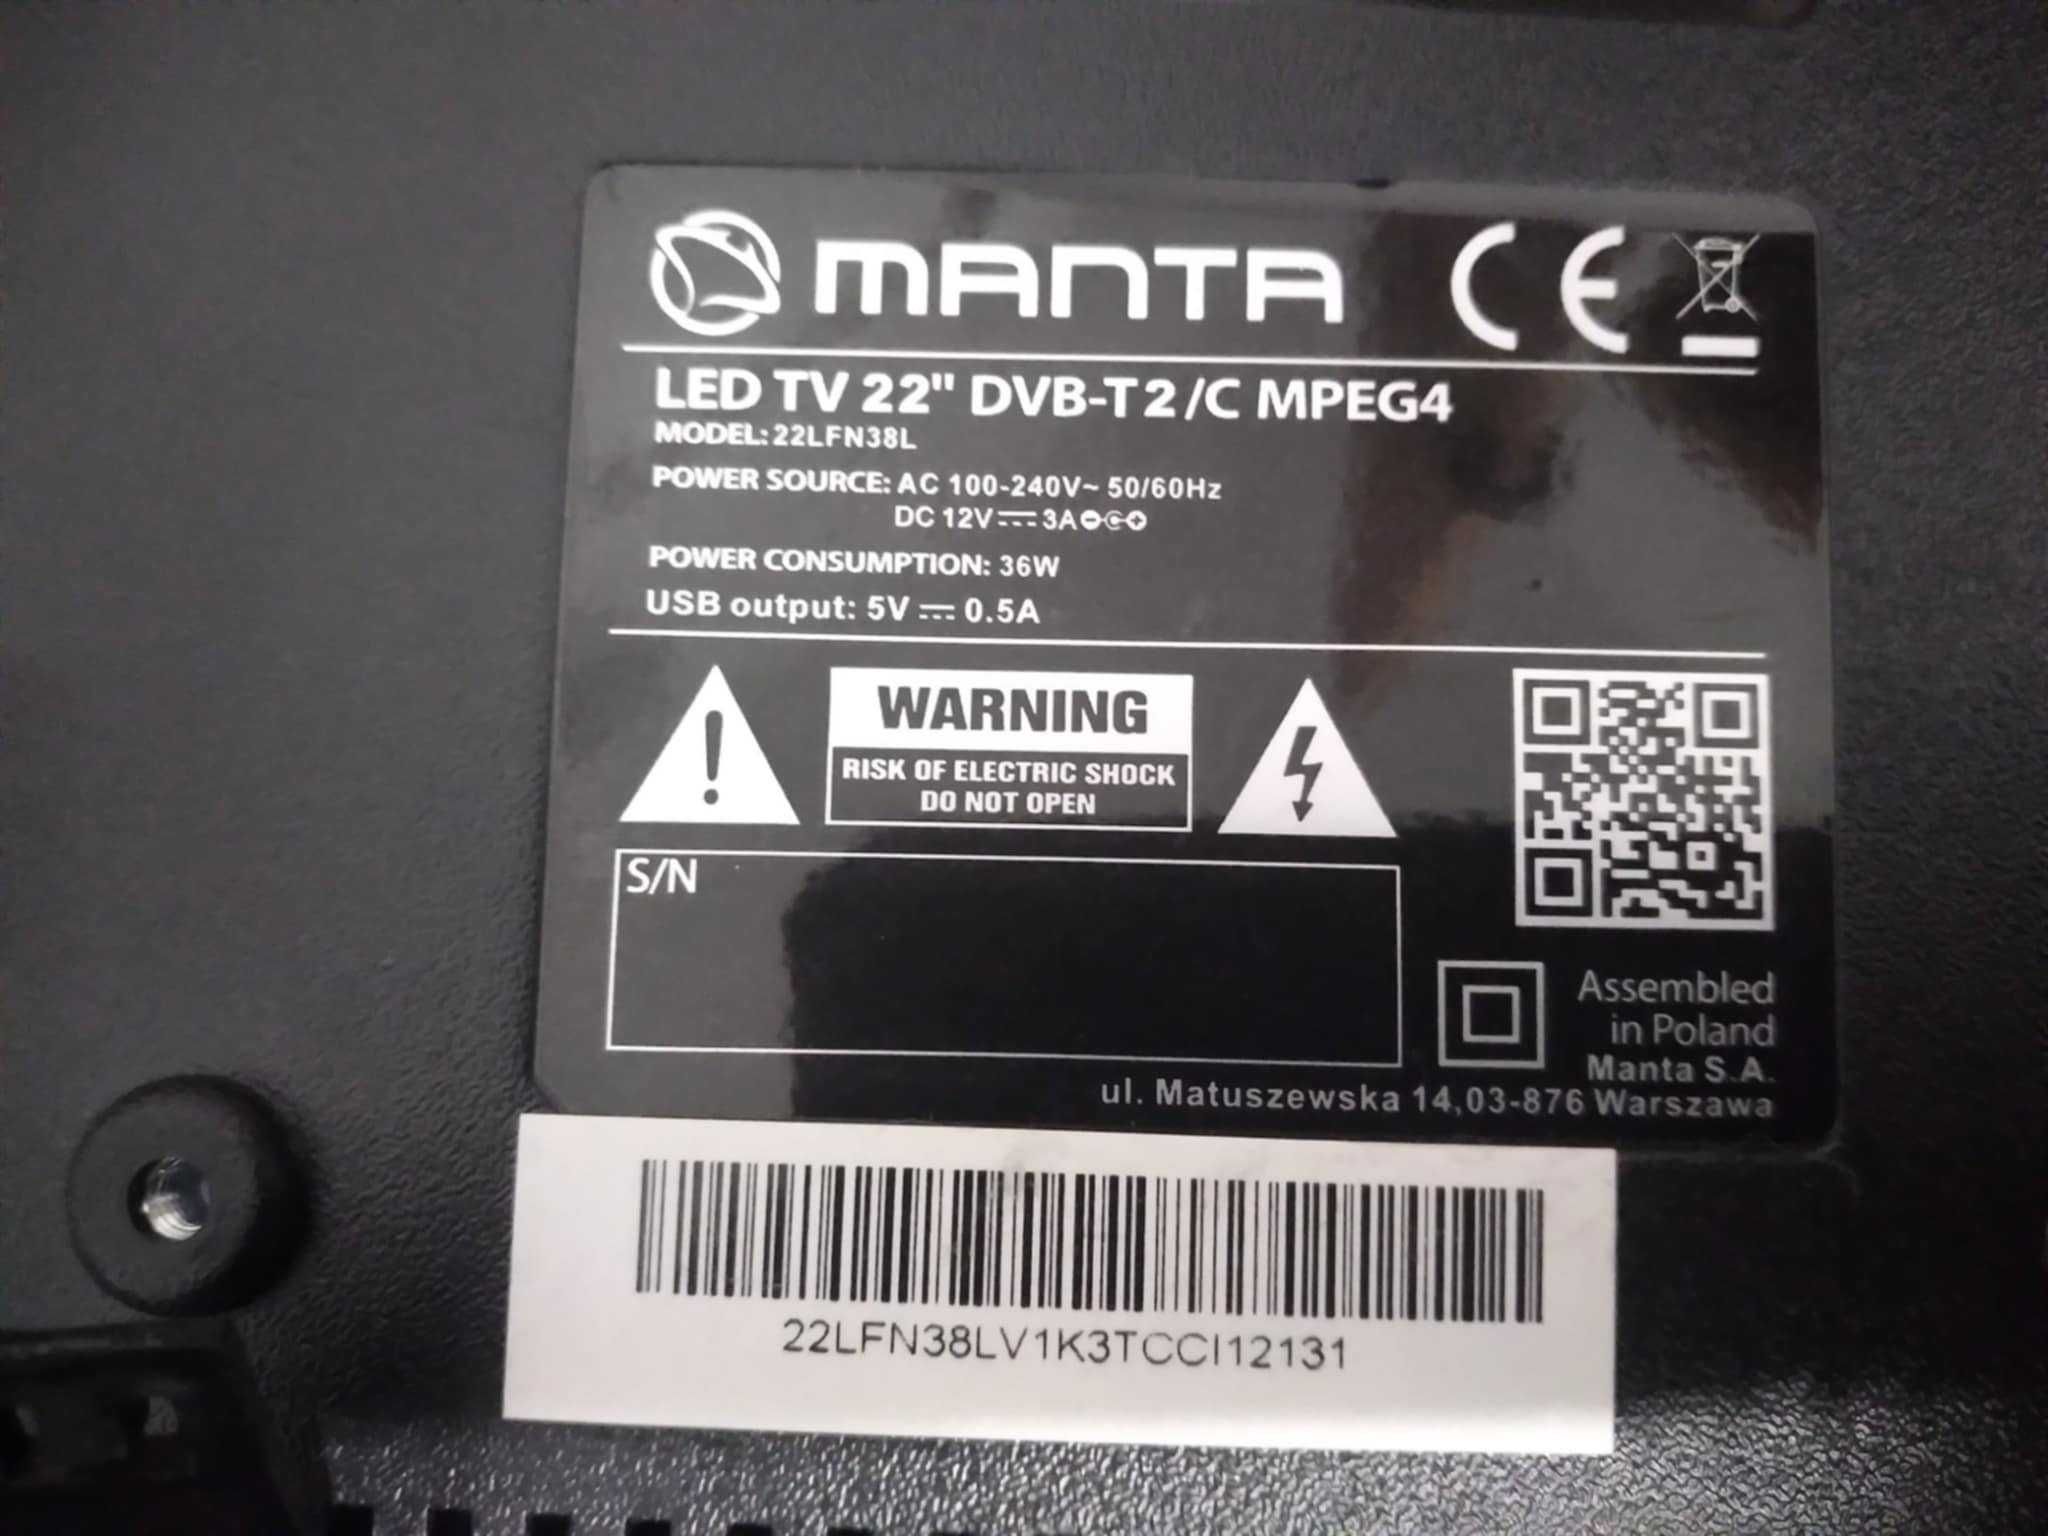 MANTA CE
LED TV 22" DVB-T2/C MPEG4
MODEL: 22LFN38L
POWER SOURCE: AC 100-240V~ 50/60Hz
DC 12V⎓3A
POWER CONSUMPTION: 36W
USB output: 5V ⎓ 0.5A
WARNING
RISK OF ELECTRIC SHOCK
DO NOT OPEN
S/N
Assembled
in Poland
Manta S.A.
ul. Matuszewska 14,03-876 Warszawa
22LFN38LV1K3TCCI12131